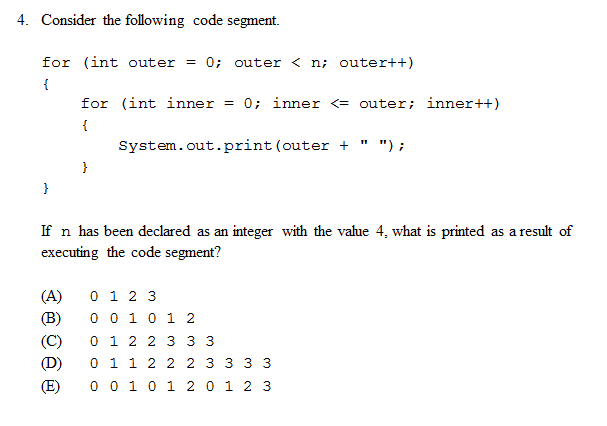 4. Consider the following code segment.
for (int outer = 0; outer < n; outer++)
{
for (int inner = 0; inner <= outer; inner++)
{
System.out.print(outer + " ");
}
}
If n has been declared as an integer with the value 4, what is printed as a result of
executing the code segment?
(A) 0 1 2 3
(B) 0 0 1 0 1 2
(C) 0 1 2 2 3 3 3
(D) 0 1 1 2 2 2 3 3 3 3
(E) 0 0 1 0 1 2 0 1 2 3